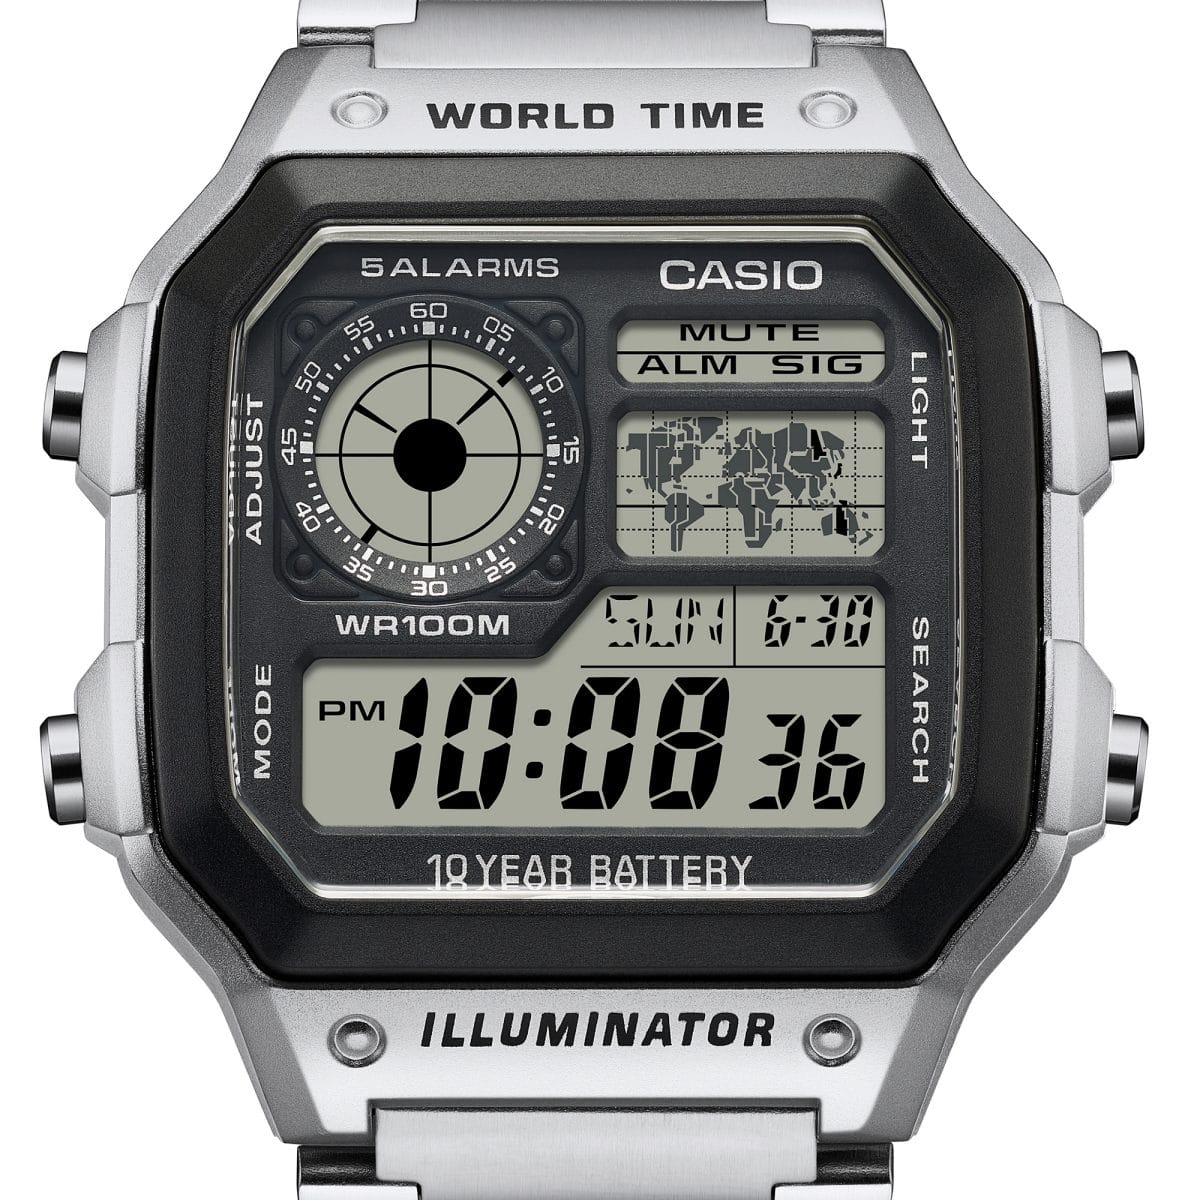 WORLD TIME
5 ALARMS
CASIO
MUTE
ALM SIG
60
05
10
15
20
25
30
35
40
45
50
55
ADJUST
LIGHT
WR100M
SUN 6-30
MODE
SEARCH
PM 10:08 36
10 YEAR BATTERY
ILLUMINATOR